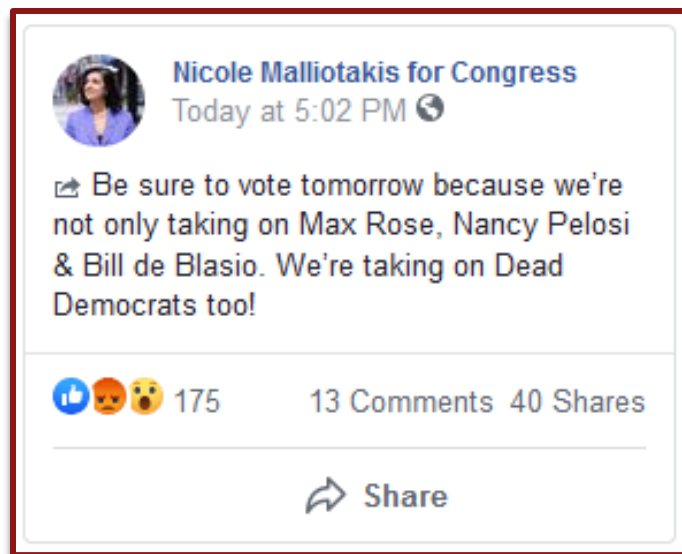 Nicole Malliotakis for Congress
Today at 5:02 PM
Be sure to vote tomorrow because we're
not only taking on Max Rose, Nancy Pelosi
& Bill de Blasio. We're taking on Dead
Democrats too!
175 13 Comments 40 Shares
Share